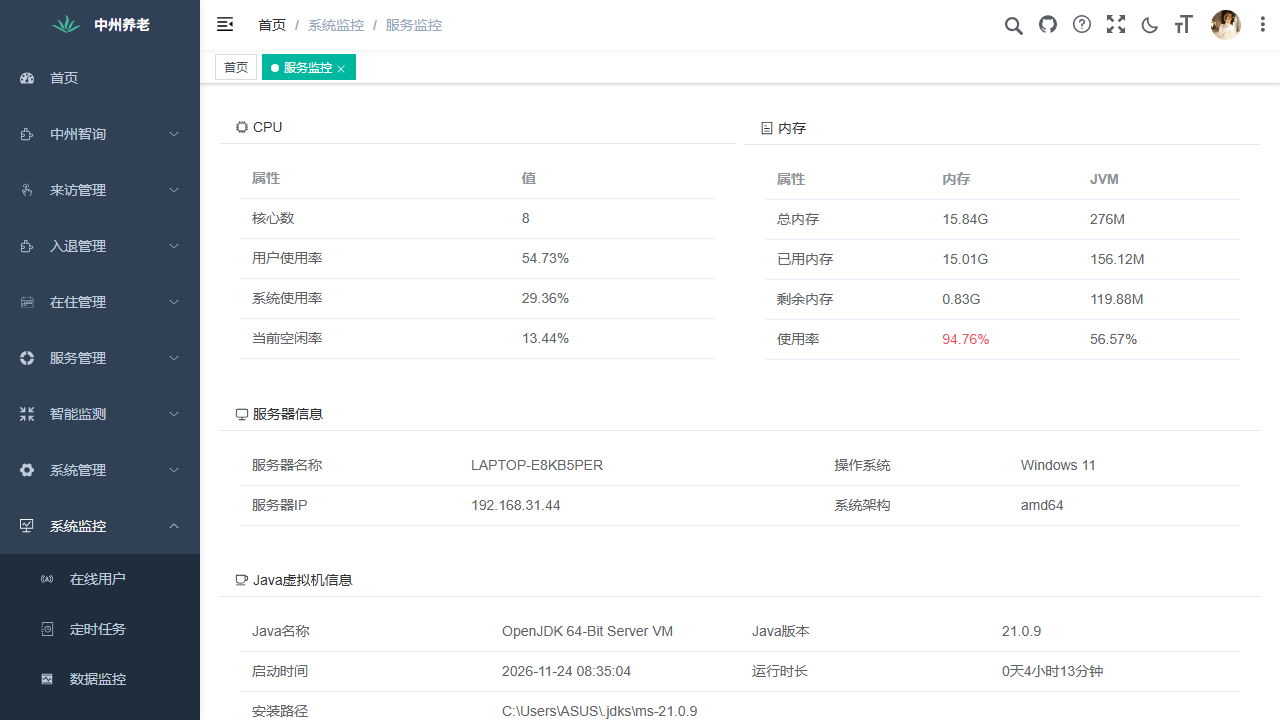 中州养老
首页 / 系统监控 / 服务监控
首页
服务监控
首页
中州智询
来访管理
入退管理
在住管理
服务管理
智能监测
系统管理
系统监控
在线用户
定时任务
数据监控
CPU
属性 值
核心数 8
用户使用率 54.73%
系统使用率 29.36%
当前空闲率 13.44%
内存
属性 内存 JVM
总内存 15.84G 276M
已用内存 15.01G 156.12M
剩余内存 0.83G 119.88M
使用率 94.76% 56.57%
服务器信息
服务器名称 LAPTOP-E8KB5PER 操作系统 Windows 11
服务器IP 192.168.31.44 系统架构 amd64
Java虚拟机信息
Java名称 OpenJDK 64-Bit Server VM Java版本 21.0.9
启动时间 2026-11-24 08:35:04 运行时长 0天4小时13分钟
安装路径 C:\Users\ASUS\.jdks\ms-21.0.9